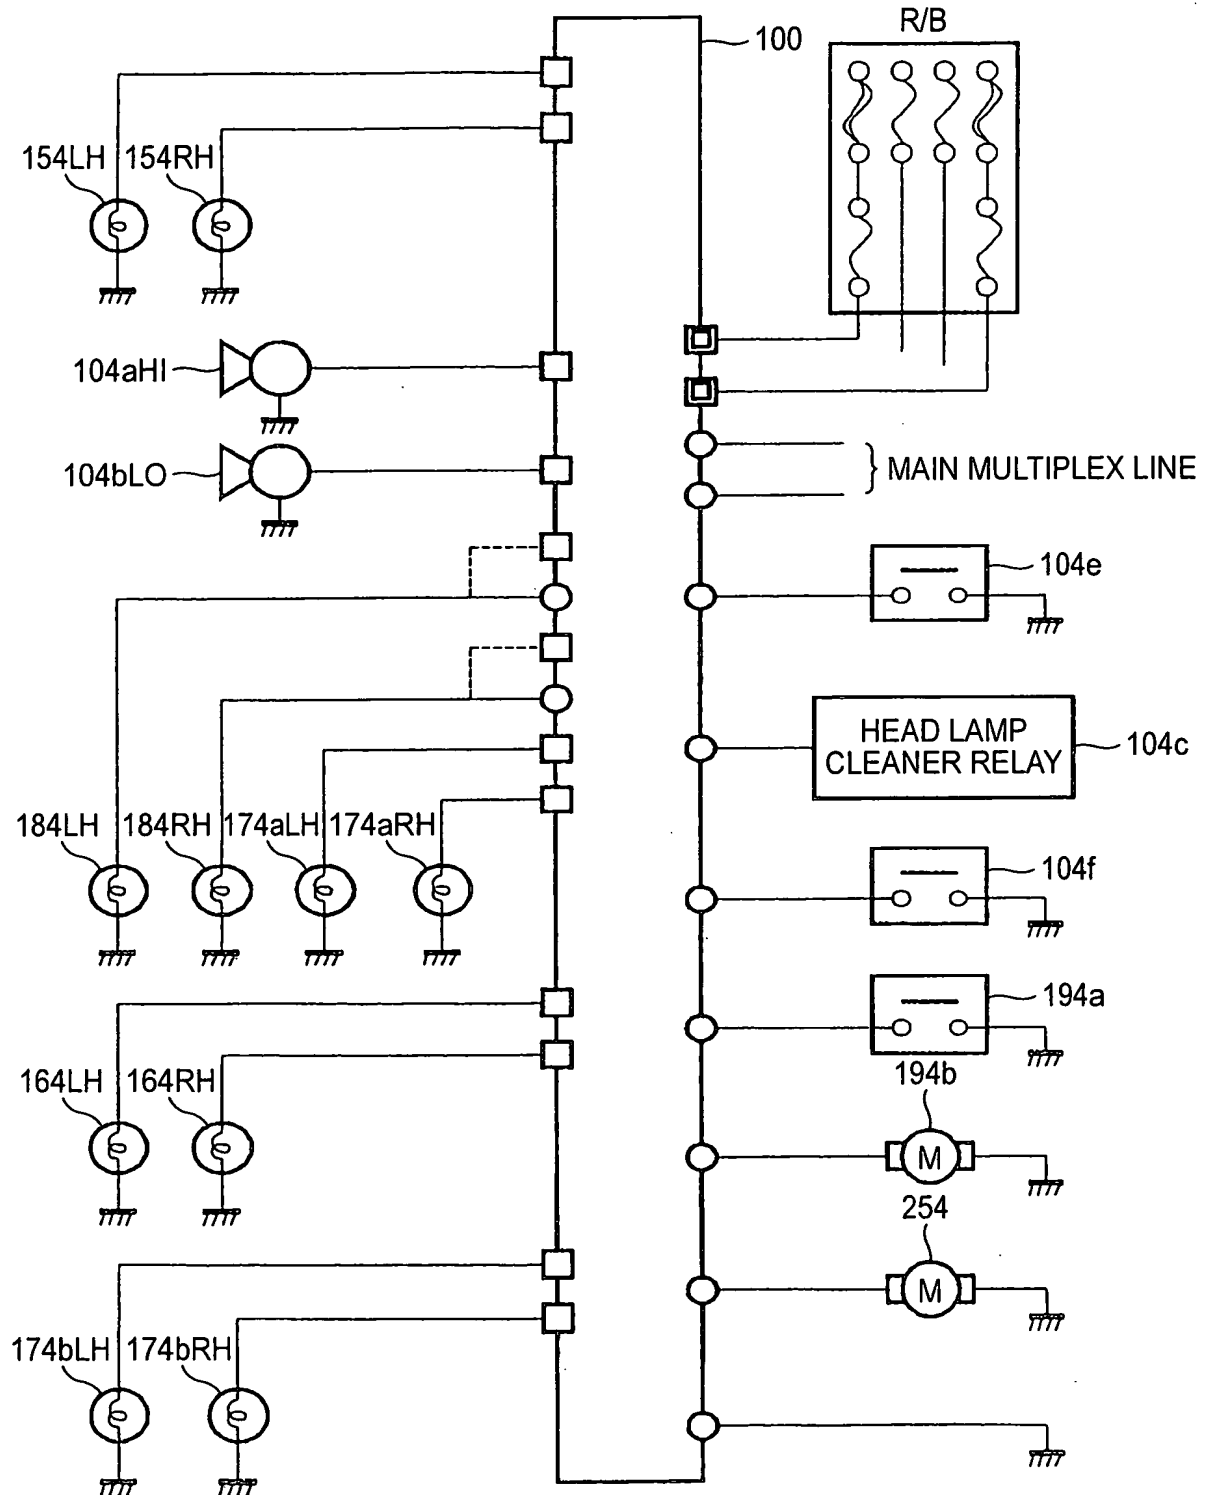 R/B
100
154LH 154RH
104aHI
104bLO
MAIN MULTIPLEX LINE
104e
HEAD LAMP
CLEANER RELAY
104c
184LH 184RH 174aLH 174aRH
104f
194a
164LH 164RH
194b
M
254
M
174bLH 174bRH